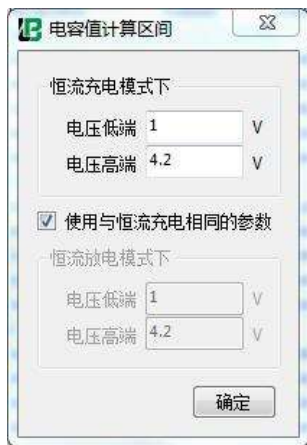 电容值计算区间
恒流充电模式下
电压低端 1 V
电压高端 4.2 V
使用与恒流充电相同的参数
恒流放电模式下
电压低端 1 V
电压高端 4.2 V
确定